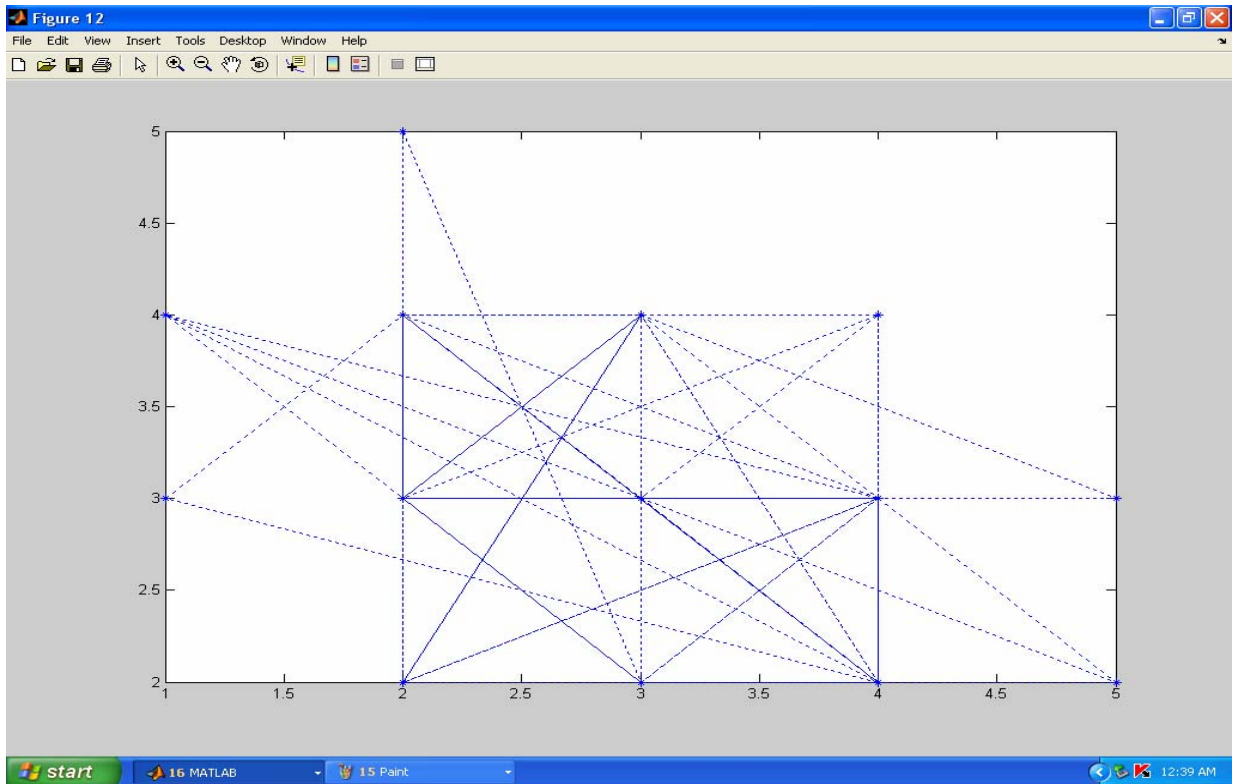 Figure 12
File Edit View Insert Tools Desktop Window Help
5
4.5
4
3.5
3
2.5
2
1 1.5 2 2.5 3 3.5 4 4.5 5
start 16 MATLAB 15 Paint 12:39 AM